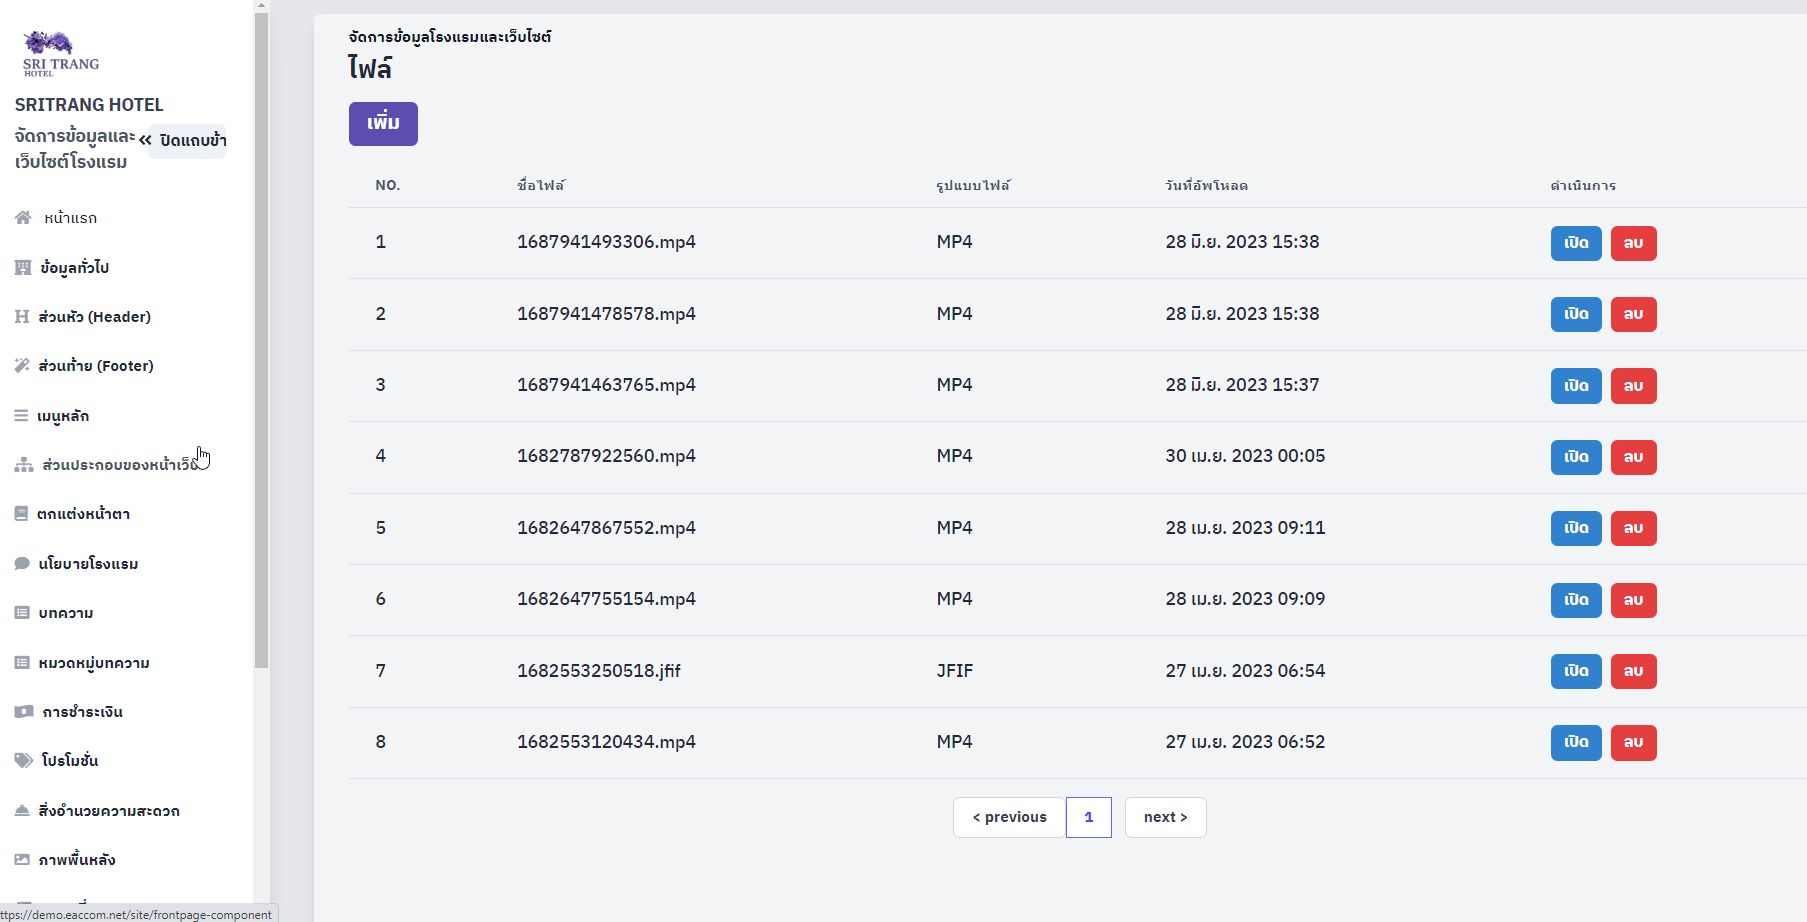 SRI TRANG
HOTEL
SRITRANG HOTEL
จัดการข้อมูลและ
เว็บไซต์โรงแรม
« ปิดแถบข้า
หน้าแรก
ข้อมูลทั่วไป
ส่วนหัว (Header)
ส่วนท้าย (Footer)
เมนูหลัก
ส่วนประกอบของหน้าเว็บ
ตกแต่งหน้าตา
นโยบายโรงแรม
บทความ
หมวดหมู่บทความ
การชำระเงิน
โปรโมชั่น
สิ่งอำนวยความสะดวก
ภาพพื้นหลัง
ttps://demo.eaccom.net/site/frontpage-component
จัดการข้อมูลโรงแรมและเว็บไซต์
ไฟล์
เพิ่ม
NO. ชื่อไฟล์ รูปแบบไฟล์ วันที่อัพโหลด ดำเนินการ
1 1687941493306.mp4 MP4 28 มิ.ย. 2023 15:38 เปิด ลบ
2 1687941478578.mp4 MP4 28 มิ.ย. 2023 15:38 เปิด ลบ
3 1687941463765.mp4 MP4 28 มิ.ย. 2023 15:37 เปิด ลบ
4 1682787922560.mp4 MP4 30 เม.ย. 2023 00:05 เปิด ลบ
5 1682647867552.mp4 MP4 28 เม.ย. 2023 09:11 เปิด ลบ
6 1682647755154.mp4 MP4 28 เม.ย. 2023 09:09 เปิด ลบ
7 1682553250518.jfif JFIF 27 เม.ย. 2023 06:54 เปิด ลบ
8 1682553120434.mp4 MP4 27 เม.ย. 2023 06:52 เปิด ลบ
< previous 1 next >